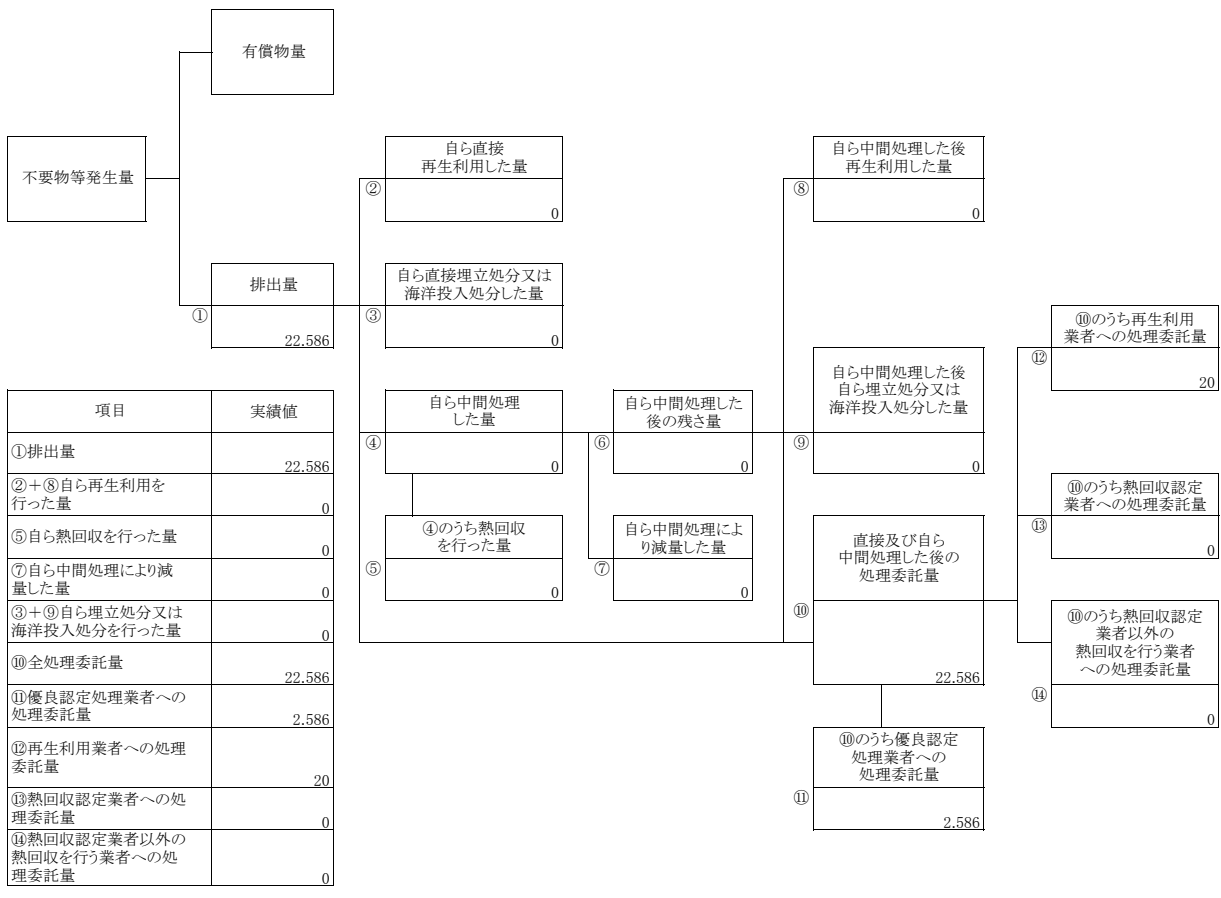 有償物量
不要物等発生量
排出量
①
22.586
自ら直接
再生利用した量
②
0
自ら直接埋立処分又は
海洋投入処分した量
③
0
自ら中間処理
した量
④
0
④のうち熱回収
を行った量
⑤
0
自ら中間処理した
後の残さ量
⑥
0
自ら中間処理によ
り減量した量
⑦
0
自ら中間処理した後
再生利用した量
⑧
0
自ら中間処理した後
自ら埋立処分又は
海洋投入処分した量
⑨
0
直接及び自ら
中間処理した後の
処理委託量
⑩
22.586
⑩のうち優良認定
処理業者への
処理委託量
⑪
2.586
⑩のうち再生利用
業者への処理委託量
⑫
20
⑩のうち熱回収認定
業者への処理委託量
⑬
0
⑩のうち熱回収認定
業者以外の
熱回収を行う業者
への処理委託量
⑭
0
項目 実績値
①排出量
22.586
②＋⑧自ら再生利用を
行った量
0
⑤自ら熱回収を行った量
0
⑦自ら中間処理により減
量した量
0
③＋⑨自ら埋立処分又は
海洋投入処分を行った量
0
⑩全処理委託量
22.586
⑪優良認定処理業者への
処理委託量
2.586
⑫再生利用業者への処理
委託量
20
⑬熱回収認定業者への処
理委託量
0
⑭熱回収認定業者以外の
熱回収を行う業者への処
理委託量
0